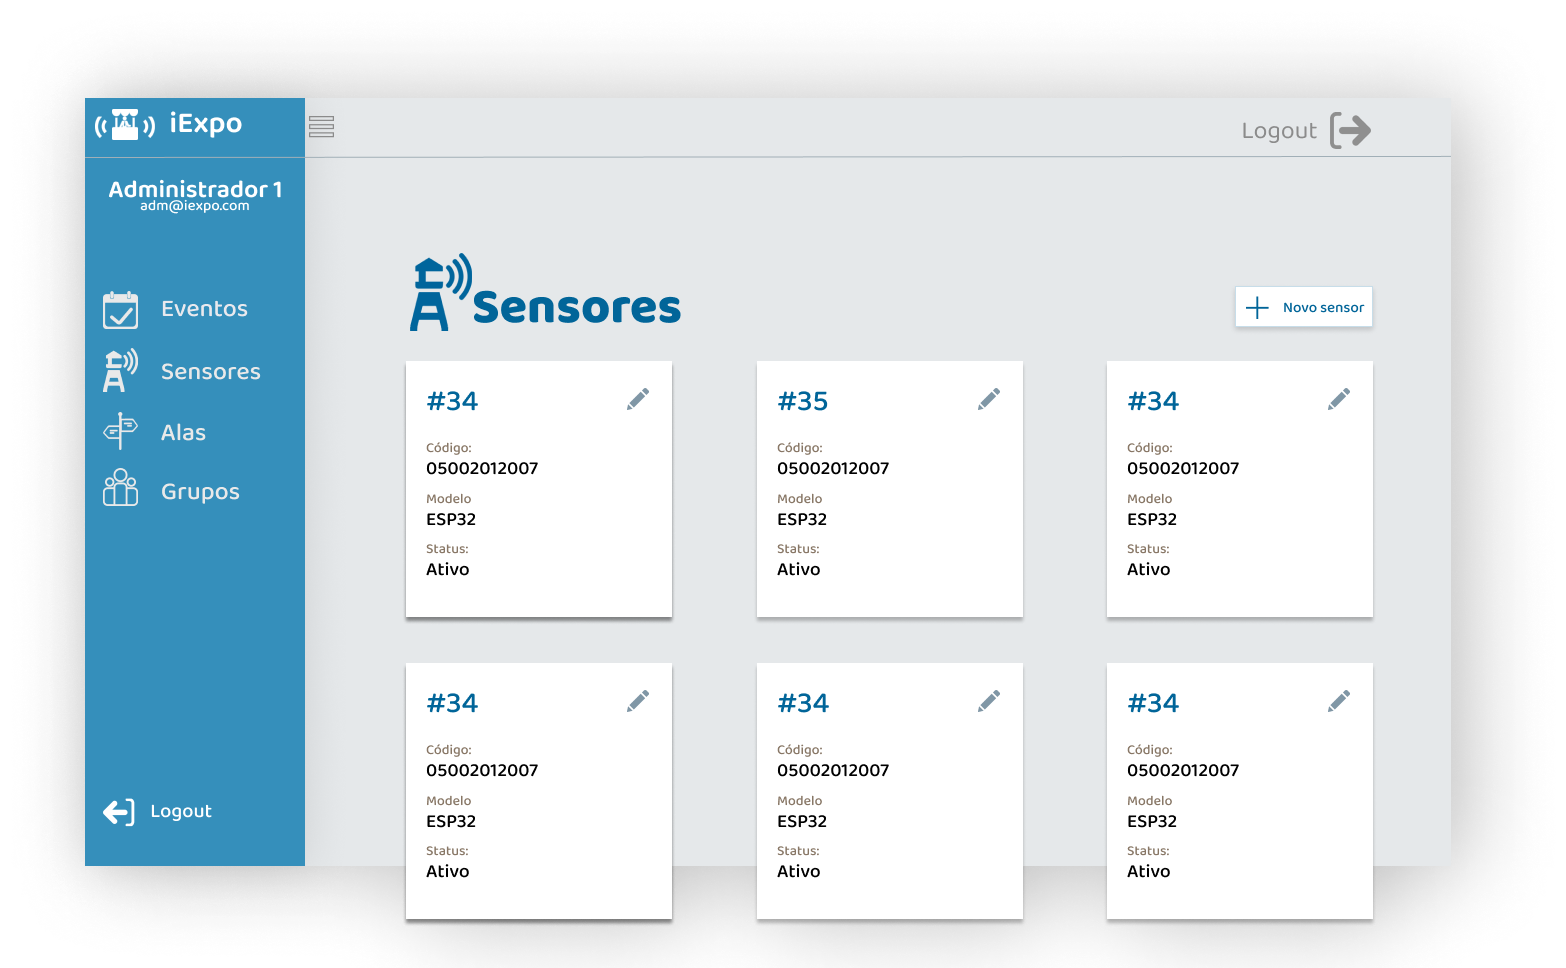 iExpo
Logout
Administrador 1
adm@iexpo.com
Eventos
Sensores
Alas
Grupos
Logout
Sensores
Novo sensor
#34
Código:
05002012007
Modelo
ESP32
Status:
Ativo
#35
Código:
05002012007
Modelo
ESP32
Status:
Ativo
#34
Código:
05002012007
Modelo
ESP32
Status:
Ativo
#34
Código:
05002012007
Modelo
ESP32
Status:
Ativo
#34
Código:
05002012007
Modelo
ESP32
Status:
Ativo
#34
Código:
05002012007
Modelo
ESP32
Status:
Ativo